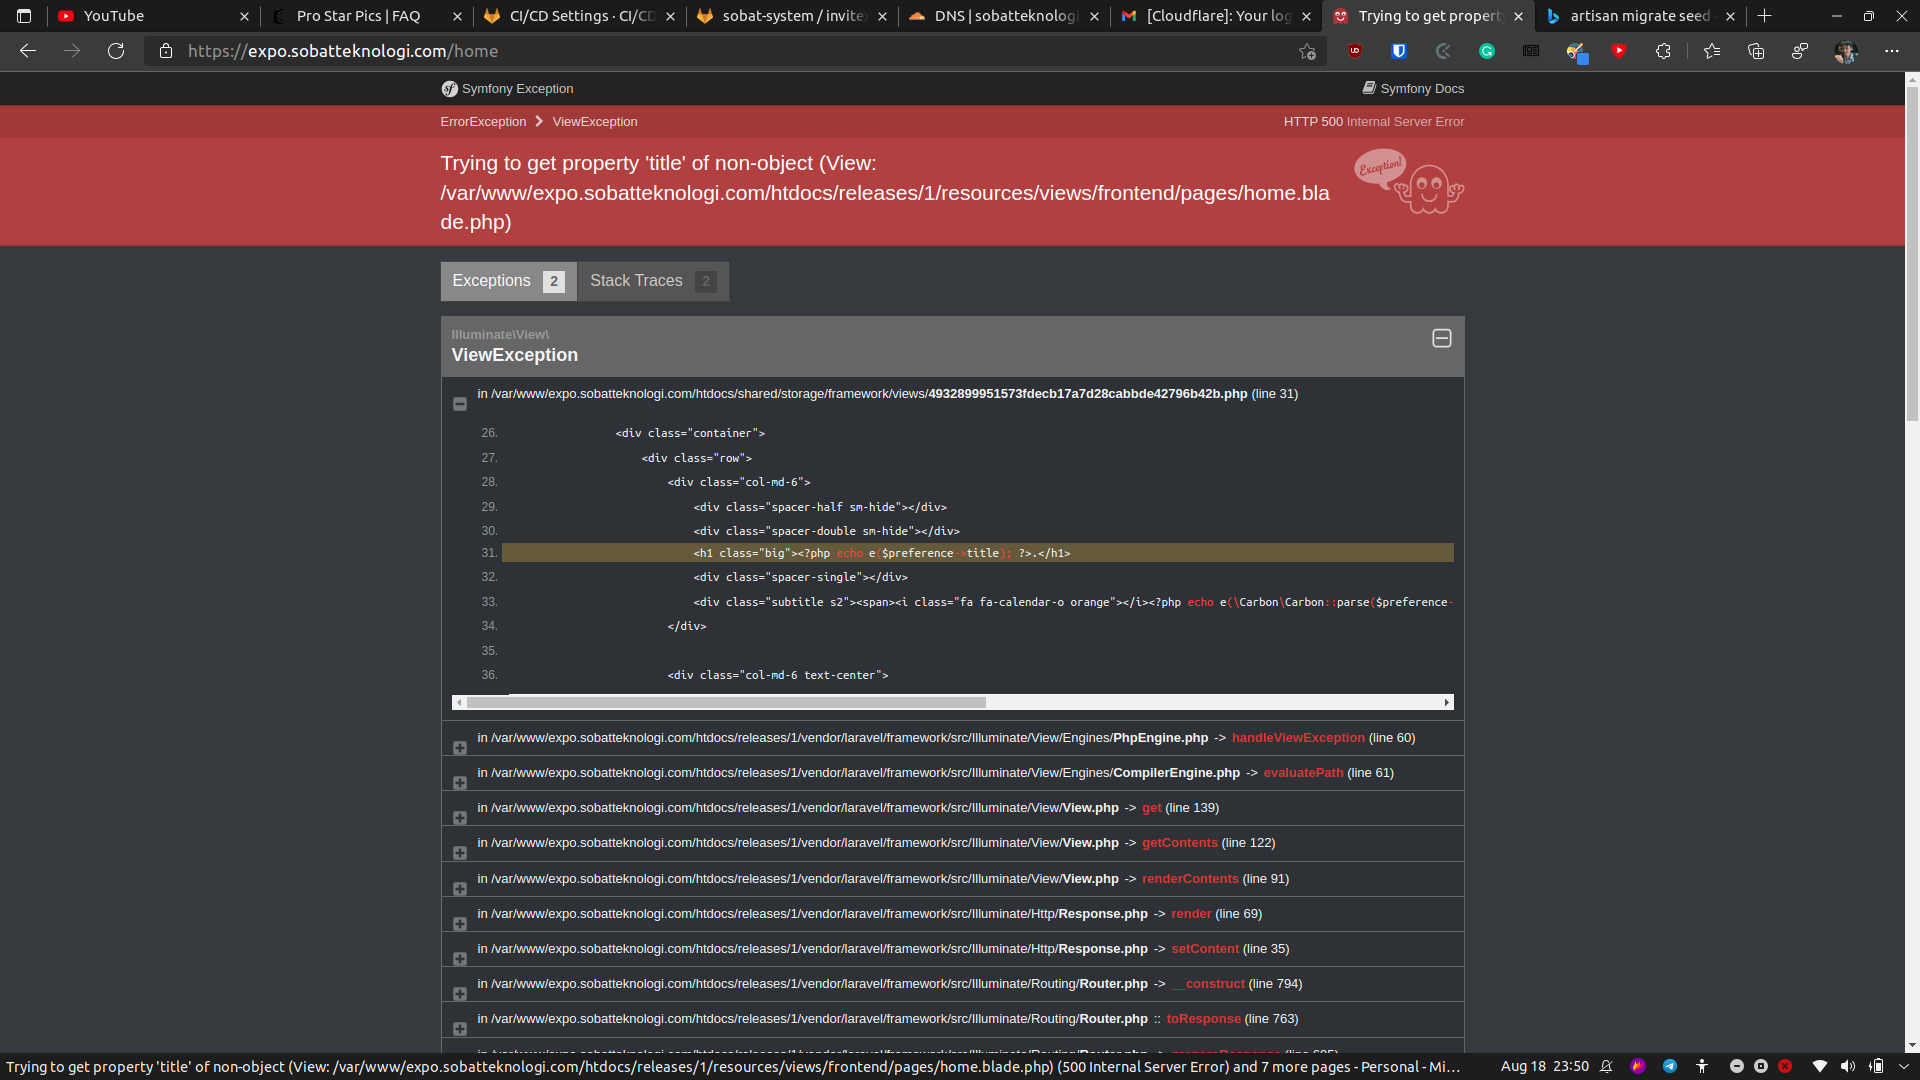 YouTube
Pro Star Pics | FAQ
CI/CD Settings · CI/CD
sobat-system / invite
DNS | sobatteknologi
[Cloudflare]: Your log
Trying to get property
artisan migrate seed
https://expo.sobatteknologi.com/home
Symfony Exception
Symfony Docs
ErrorException
ViewException
HTTP 500 Internal Server Error
Trying to get property 'title' of non-object (View:
/var/www/expo.sobatteknologi.com/htdocs/releases/1/resources/views/frontend/pages/home.bla
de.php)
Exception!
Exceptions 2
Stack Traces 2
Illuminate\View\
ViewException
in /var/www/expo.sobatteknologi.com/htdocs/shared/storage/framework/views/4932899951573fdecb17a7d28cabbde42796b42b.php (line 31)
26. <div class="container">
27. <div class="row">
28. <div class="col-md-6">
29. <div class="spacer-half sm-hide"></div>
30. <div class="spacer-double sm-hide"></div>
31. <h1 class="big"><?php echo e($preference->title); ?>.</h1>
32. <div class="spacer-single"></div>
33. <div class="subtitle s2"><span><i class="fa fa-calendar-o orange"></i><?php echo e(\Carbon\Carbon::parse($preference-
34. </div>
35.
36. <div class="col-md-6 text-center">
in /var/www/expo.sobatteknologi.com/htdocs/releases/1/vendor/laravel/framework/src/Illuminate/View/Engines/PhpEngine.php -> handleViewException (line 60)
in /var/www/expo.sobatteknologi.com/htdocs/releases/1/vendor/laravel/framework/src/Illuminate/View/Engines/CompilerEngine.php -> evaluatePath (line 61)
in /var/www/expo.sobatteknologi.com/htdocs/releases/1/vendor/laravel/framework/src/Illuminate/View/View.php -> get (line 139)
in /var/www/expo.sobatteknologi.com/htdocs/releases/1/vendor/laravel/framework/src/Illuminate/View/View.php -> getContents (line 122)
in /var/www/expo.sobatteknologi.com/htdocs/releases/1/vendor/laravel/framework/src/Illuminate/View/View.php -> renderContents (line 91)
in /var/www/expo.sobatteknologi.com/htdocs/releases/1/vendor/laravel/framework/src/Illuminate/Http/Response.php -> render (line 69)
in /var/www/expo.sobatteknologi.com/htdocs/releases/1/vendor/laravel/framework/src/Illuminate/Http/Response.php -> setContent (line 35)
in /var/www/expo.sobatteknologi.com/htdocs/releases/1/vendor/laravel/framework/src/Illuminate/Routing/Router.php -> __construct (line 794)
in /var/www/expo.sobatteknologi.com/htdocs/releases/1/vendor/laravel/framework/src/Illuminate/Routing/Router.php :: toResponse (line 763)
Trying to get property 'title' of non-object (View: /var/www/expo.sobatteknologi.com/htdocs/releases/1/resources/views/frontend/pages/home.blade.php) (500 Internal Server Error) and 7 more pages - Personal - Mi...
Aug 18 23:50